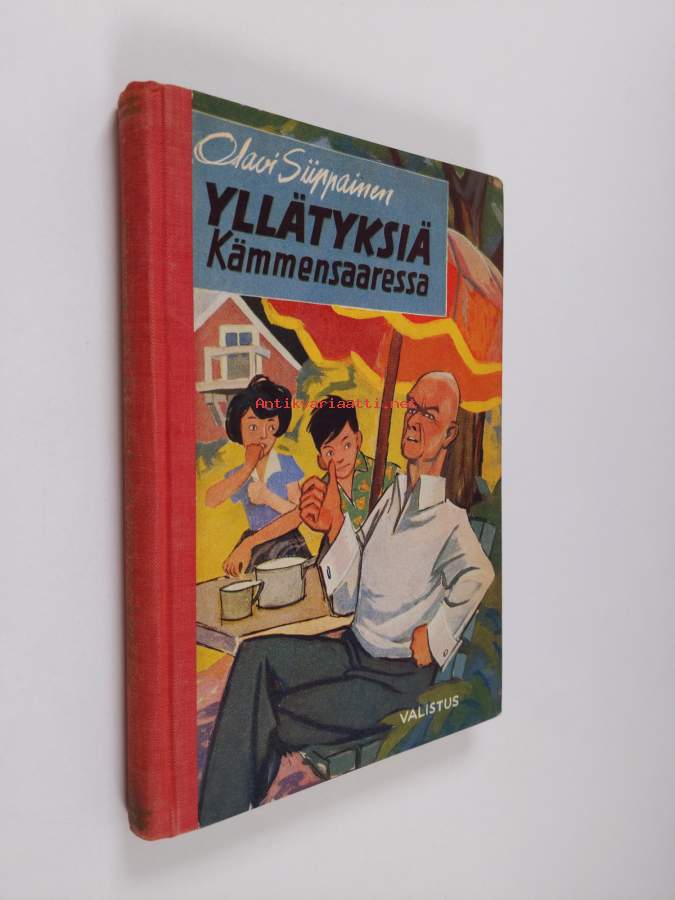 Olavi Siippainen
YLLÄTYKSIÄ
Kämmensaaressa
Antikvariaatti.net
VALISTUS